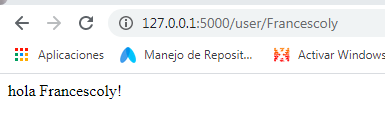 127.0.0.1:5000/user/Francescoly
Aplicaciones Manejo de Reposit... Activar Windows
hola Francescoly!